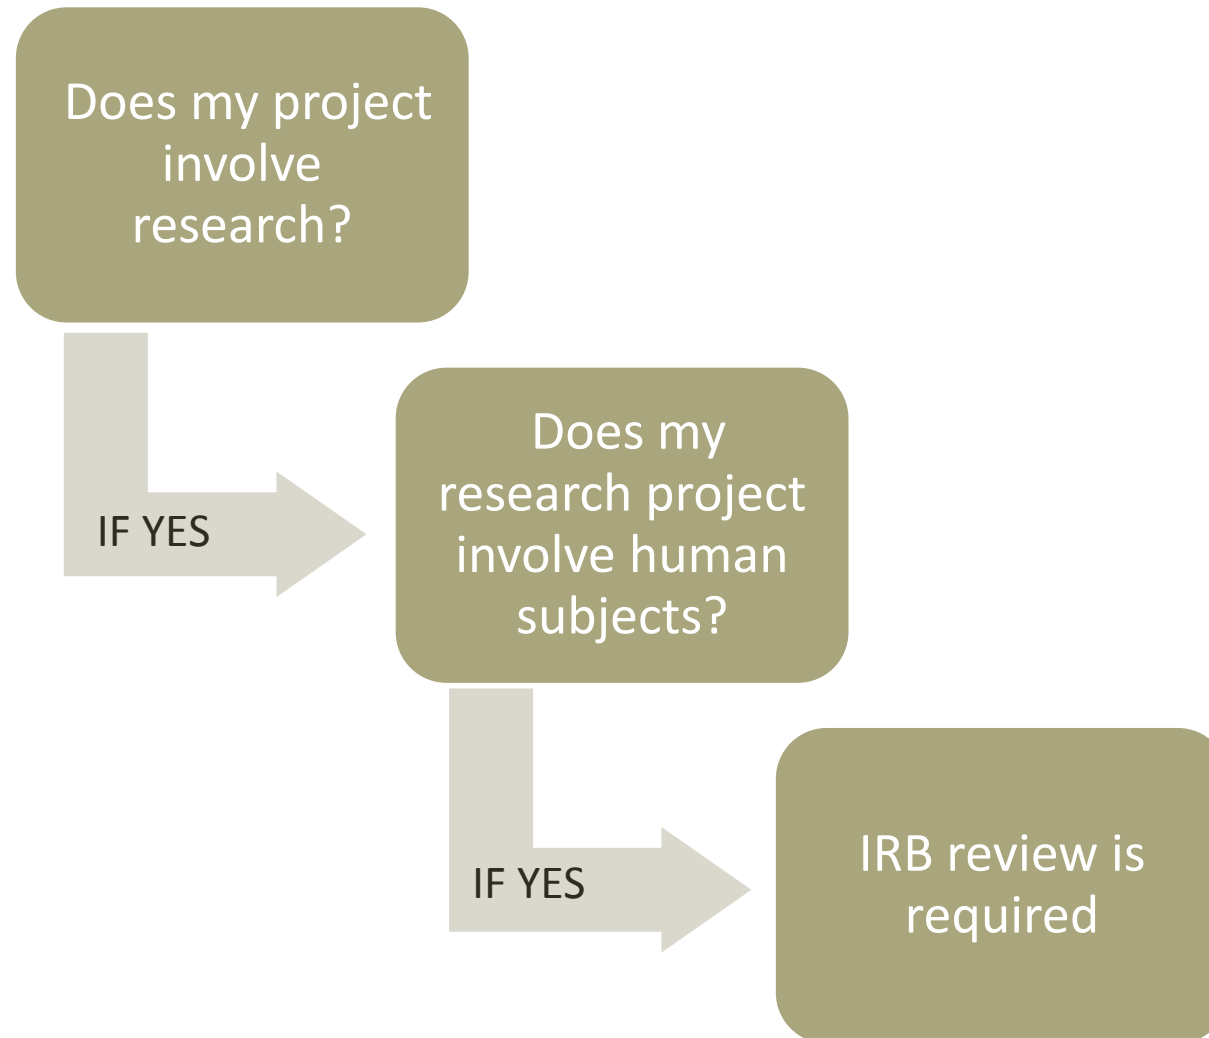 Does my project
involve
research?
IF YES
Does my
research project
involve human
subjects?
IF YES
IRB review is
required